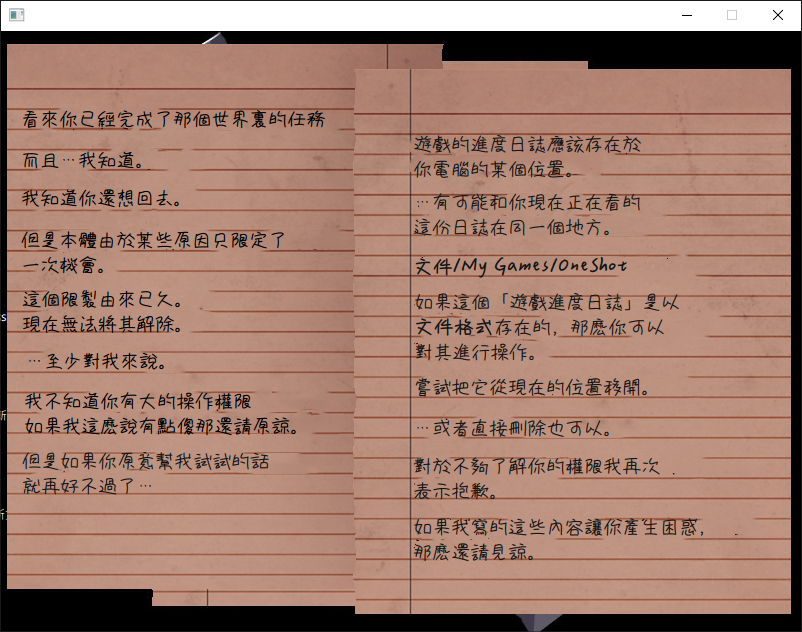 看來你已經完成了那個世界裏的任務
而且…我知道。
我知道你還想回去。
但是本體由於某些原因只限定了
一次機會。
這個限製由來已久。
現在無法將其解除。
…至少對我來說。
我不知道你有大的操作權限
如果我這麼說有點傻那還請原諒。
但是如果你原意幫我試試的話
就再好不過了…
遊戲的進度日誌應該存在於
你電腦的某個位置。
…有可能和你現在正在看的
這份日誌在同一個地方。
文件/My Games/OneShot
如果這個「遊戲進度日誌」是以
文件格式存在的，那麼你可以
對其進行操作。
嘗試把它從現在的位置移開。
…或者直接刪除也可以。
對於不夠了解你的權限我再次
表示抱歉。
如果我寫的這些內容讓你產生困惑，
那麼還請見諒。